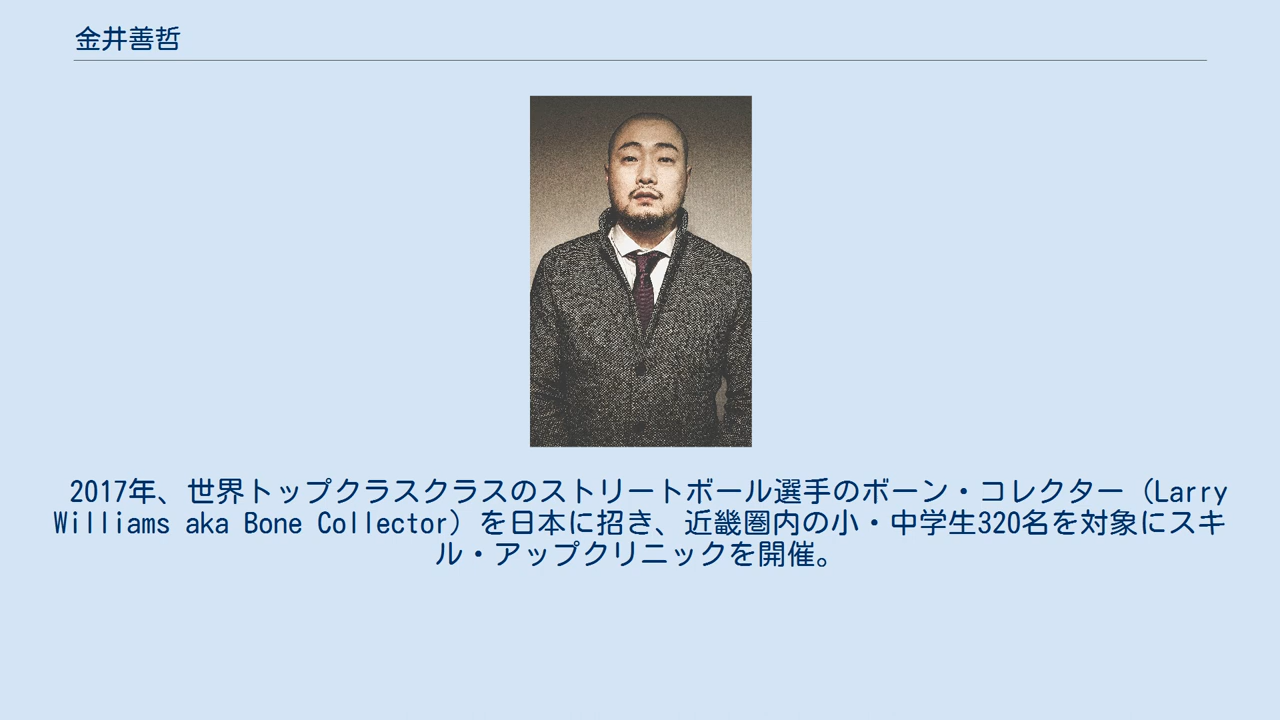 金井善哲
2017年、世界トップクラスクラスのストリートボール選手のボーン・コレクター（Larry
Williams aka Bone Collector）を日本に招き、近畿圏内の小・中学生320名を対象にスキ
ル・アップクリニックを開催。